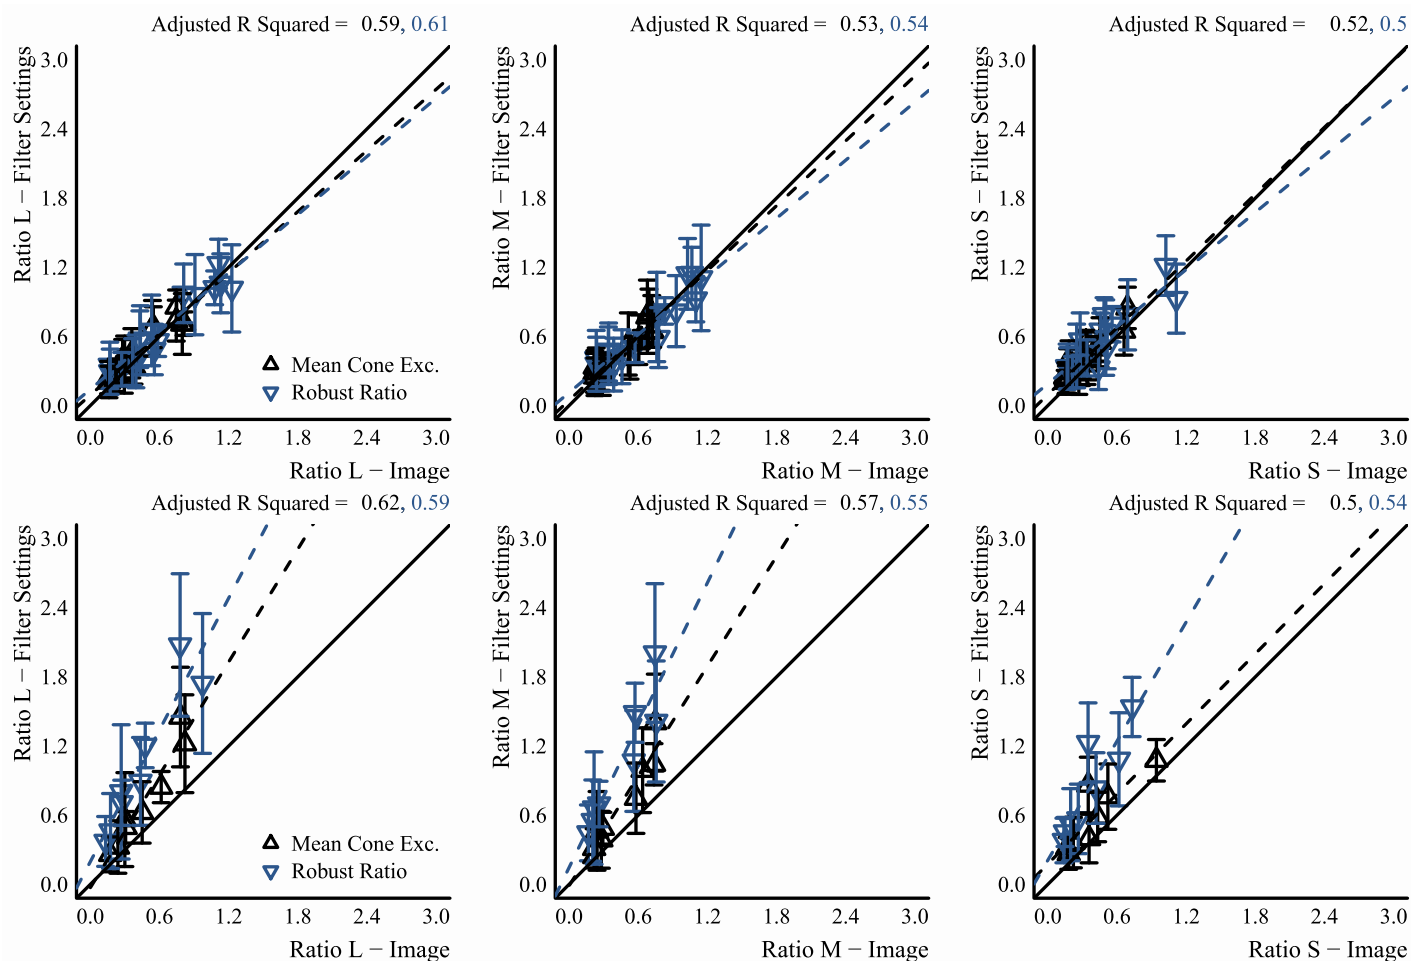 Adjusted R Squared = 0.59, 0.61
Ratio L − Filter Settings
3.0
2.4
1.8
1.2
0.6
0.0
Mean Cone Exc.
Robust Ratio
0.0 0.6 1.2 1.8 2.4 3.0
Ratio L − Image
Adjusted R Squared = 0.53, 0.54
Ratio M − Filter Settings
3.0
2.4
1.8
1.2
0.6
0.0
0.0 0.6 1.2 1.8 2.4 3.0
Ratio M − Image
Adjusted R Squared = 0.52, 0.5
Ratio S − Filter Settings
3.0
2.4
1.8
1.2
0.6
0.0
0.0 0.6 1.2 1.8 2.4 3.0
Ratio S − Image
Adjusted R Squared = 0.62, 0.59
Ratio L − Filter Settings
3.0
2.4
1.8
1.2
0.6
0.0
Mean Cone Exc.
Robust Ratio
0.0 0.6 1.2 1.8 2.4 3.0
Ratio L − Image
Adjusted R Squared = 0.57, 0.55
Ratio M − Filter Settings
3.0
2.4
1.8
1.2
0.6
0.0
0.0 0.6 1.2 1.8 2.4 3.0
Ratio M − Image
Adjusted R Squared = 0.5, 0.54
Ratio S − Filter Settings
3.0
2.4
1.8
1.2
0.6
0.0
0.0 0.6 1.2 1.8 2.4 3.0
Ratio S − Image